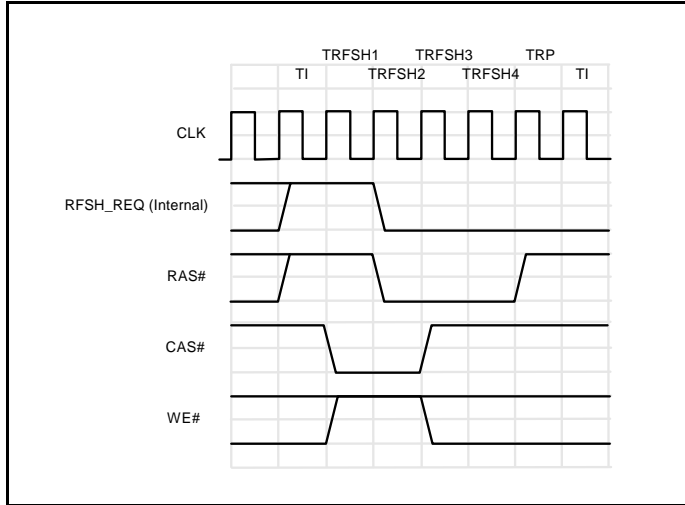 TRFSH1 TRFSH3 TRP
TI TRFSH2 TRFSH4 TI
CLK
RFSH_REQ (Internal)
RAS#
CAS#
WE#